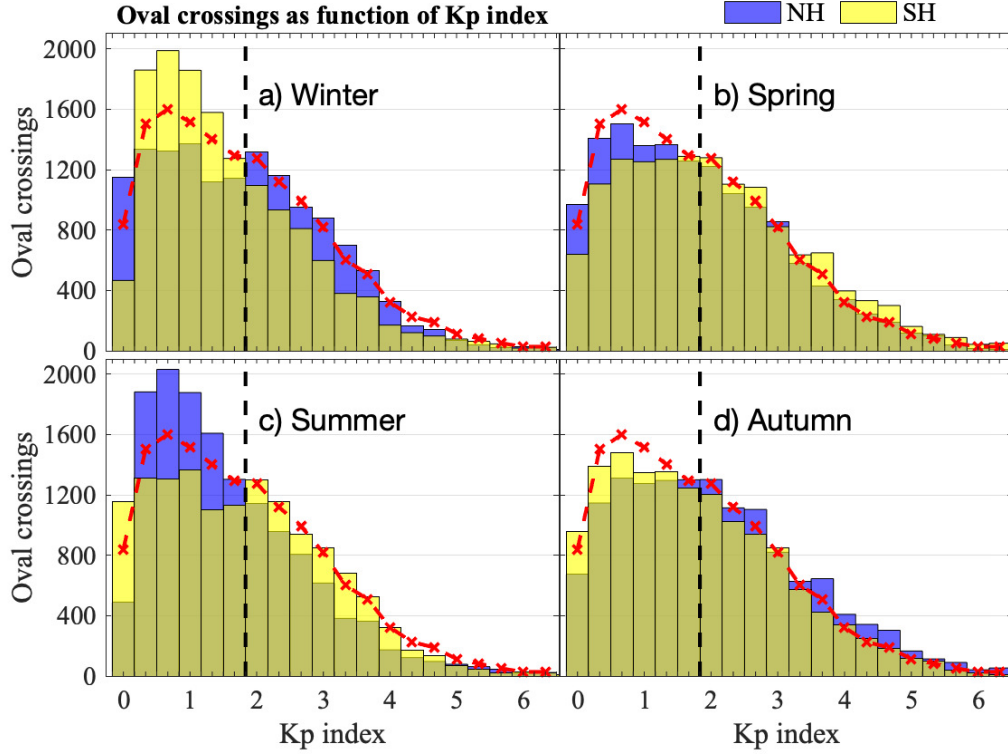 Oval crossings as function of Kp index
NH SH
2000
1600
1200
800
400
0
Oval crossings
a) Winter
b) Spring
2000
1600
1200
800
400
0
Oval crossings
c) Summer
d) Autumn
0 1 2 3 4 5 6
0 1 2 3 4 5 6
Kp index
Kp index